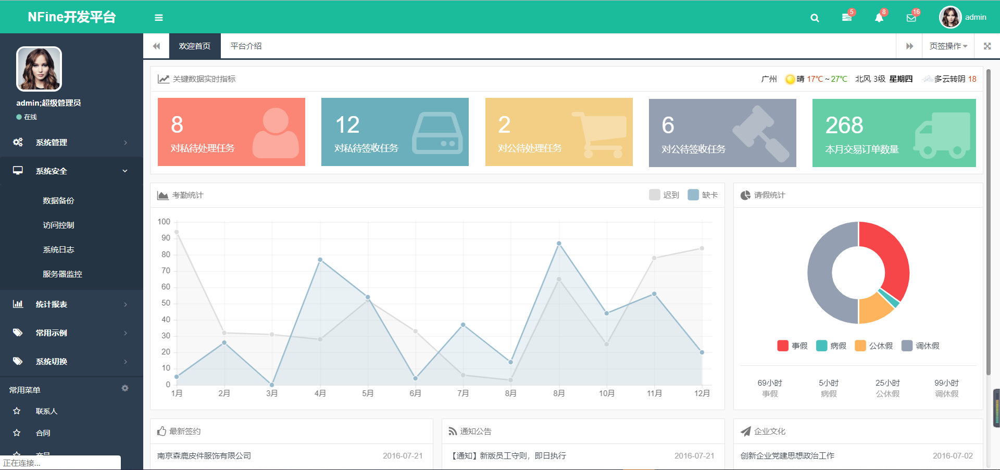 NFine开发平台
5
8
16
admin
欢迎首页
平台介绍
页签操作
admin;超级管理员
在线
系统管理
系统安全
数据备份
访问控制
系统日志
服务器监控
统计报表
常用示例
系统切换
常用菜单
联系人
合同
正在连接...
关键数据实时指标
广州 晴 17℃~27℃ 北风 3级 星期四 多云转阴 18
8
对私待处理任务
12
对私待签收任务
2
对公待处理任务
6
对公待签收任务
268
本月交易订单数量
考勤统计
迟到 缺卡
100
90
80
70
60
50
40
30
20
10
0
1月 2月 3月 4月 5月 6月 7月 8月 8月 10月 11月 12月
请假统计
事假 病假 公休假 调休假
69小时 5小时 25小时 99小时
事假 病假 公休假 调休假
最新签约
南京森鹿皮件服饰有限公司 2016-07-21
通知公告
【通知】新版员工守则，即日执行 2016-07-21
企业文化
创新企业党建思想政治工作 2016-07-02